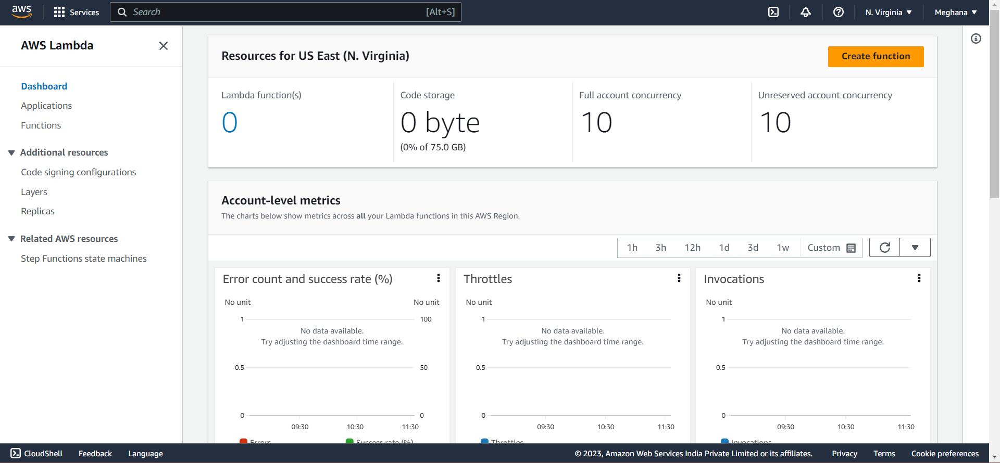 aws
Services
Search
[Alt+S]
N. Virginia
Meghana
AWS Lambda
Dashboard
Applications
Functions
Additional resources
Code signing configurations
Layers
Replicas
Related AWS resources
Step Functions state machines
Resources for US East (N. Virginia)
Create function
Lambda function(s)
0
Code storage
0 byte
(0% of 75.0 GB)
Full account concurrency
10
Unreserved account concurrency
10
Account-level metrics
The charts below show metrics across all your Lambda functions in this AWS Region.
1h 3h 12h 1d 3d 1w Custom
Error count and success rate (%)
No unit
No unit
1
100
No data available.
Try adjusting the dashboard time range.
0.5
50
0
0
09:30 10:30 11:30
Errors
Success rate (%)
Throttles
No unit
1
No data available.
Try adjusting the dashboard time range.
0.5
0
09:30 10:30 11:30
Throttles
Invocations
No unit
1
No data available.
Try adjusting the dashboard time range.
0.5
0
09:30 10:30 11:30
Invocations
CloudShell
Feedback
Language
© 2023, Amazon Web Services India Private Limited or its affiliates.
Privacy
Terms
Cookie preferences